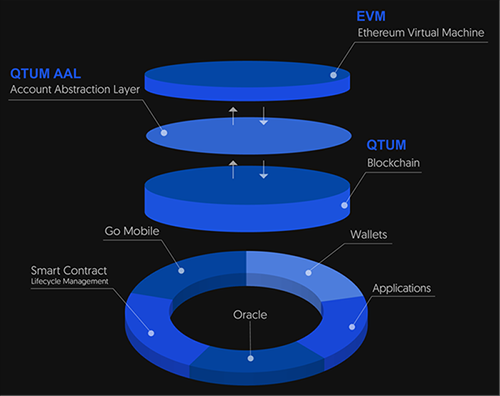 EVM
Ethereum Virtual Machine
QTUM AAL
Account Abstraction Layer
QTUM
Blockchain
Go Mobile
Wallets
Smart Contract
Lifecycle Management
Applications
Oracle